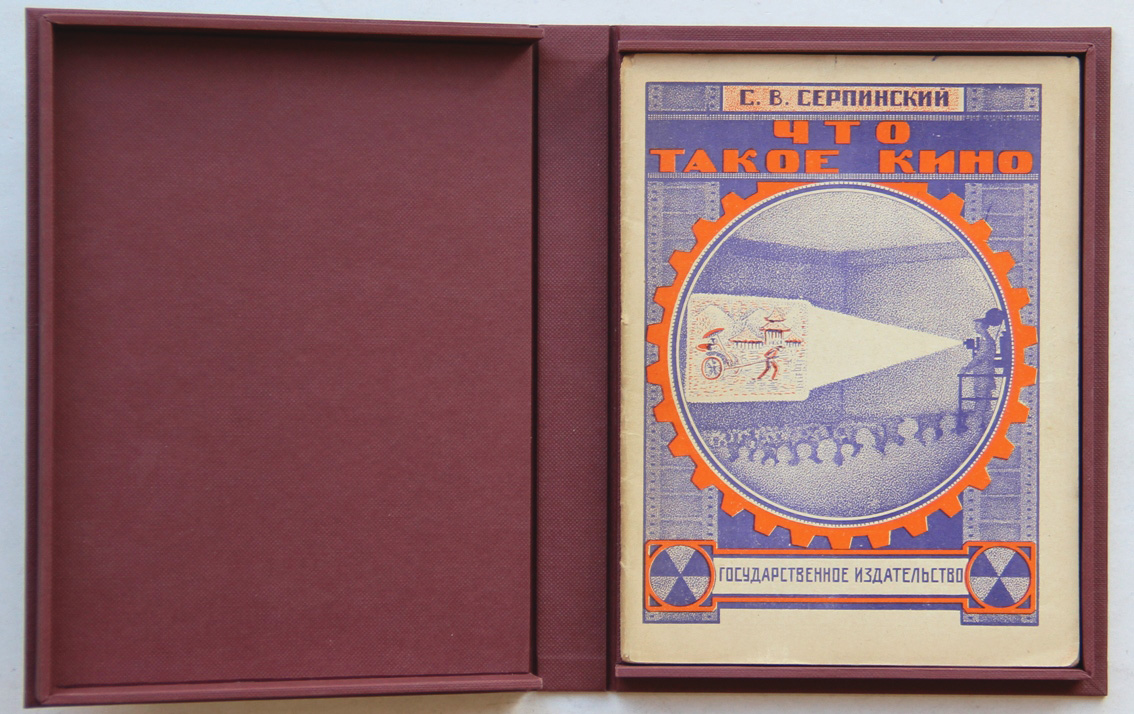 С. В. СЕРПИНСКИЙ
ЧТО
ТАКОЕ КИНО
ГОСУДАРСТВЕННОЕ ИЗДАТЕЛЬСТВО